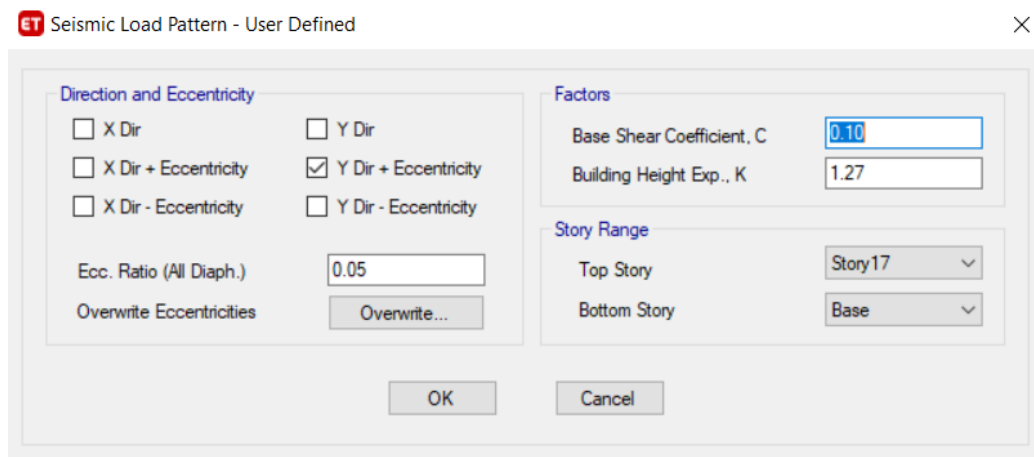 ET Seismic Load Pattern - User Defined
Direction and Eccentricity
X Dir Y Dir
X Dir + Eccentricity Y Dir + Eccentricity
X Dir - Eccentricity Y Dir - Eccentricity
Ecc. Ratio (All Diaph.) 0.05
Overwrite Eccentricities Overwrite...
Factors
Base Shear Coefficient, C 0.10
Building Height Exp., K 1.27
Story Range
Top Story Story17
Bottom Story Base
OK Cancel